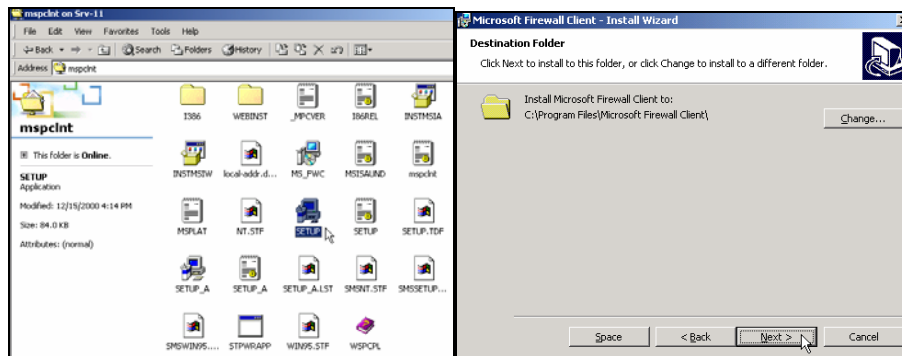 mspclnt on Srv-11
File Edit View Favorites Tools Help
Back Search Folders History
Address mspclnt
mspclnt
This folder is Online.
SETUP
Application
Modified: 12/15/2000 4:14 PM
Size: 84.0 KB
Attributes: (normal)
I386 WEBINST _MPCVER I86REL INSTMSIA
INSTMSIW local-addr.d... MS_FWC MSISAUND mspclnt
MSPLAT NT.STF SETUP SETUP SETUP.TDF
SETUP_A SETUP_A SETUP_A.LST SMSNT.STF SMSSETUP...
SMSWIN95.... STPWRAPP WIN95.STF WSPCPL
Microsoft Firewall Client - Install Wizard
Destination Folder
Click Next to install to this folder, or click Change to install to a different folder.
Install Microsoft Firewall Client to:
C:\Program Files\Microsoft Firewall Client\
Change...
Space < Back Next > Cancel